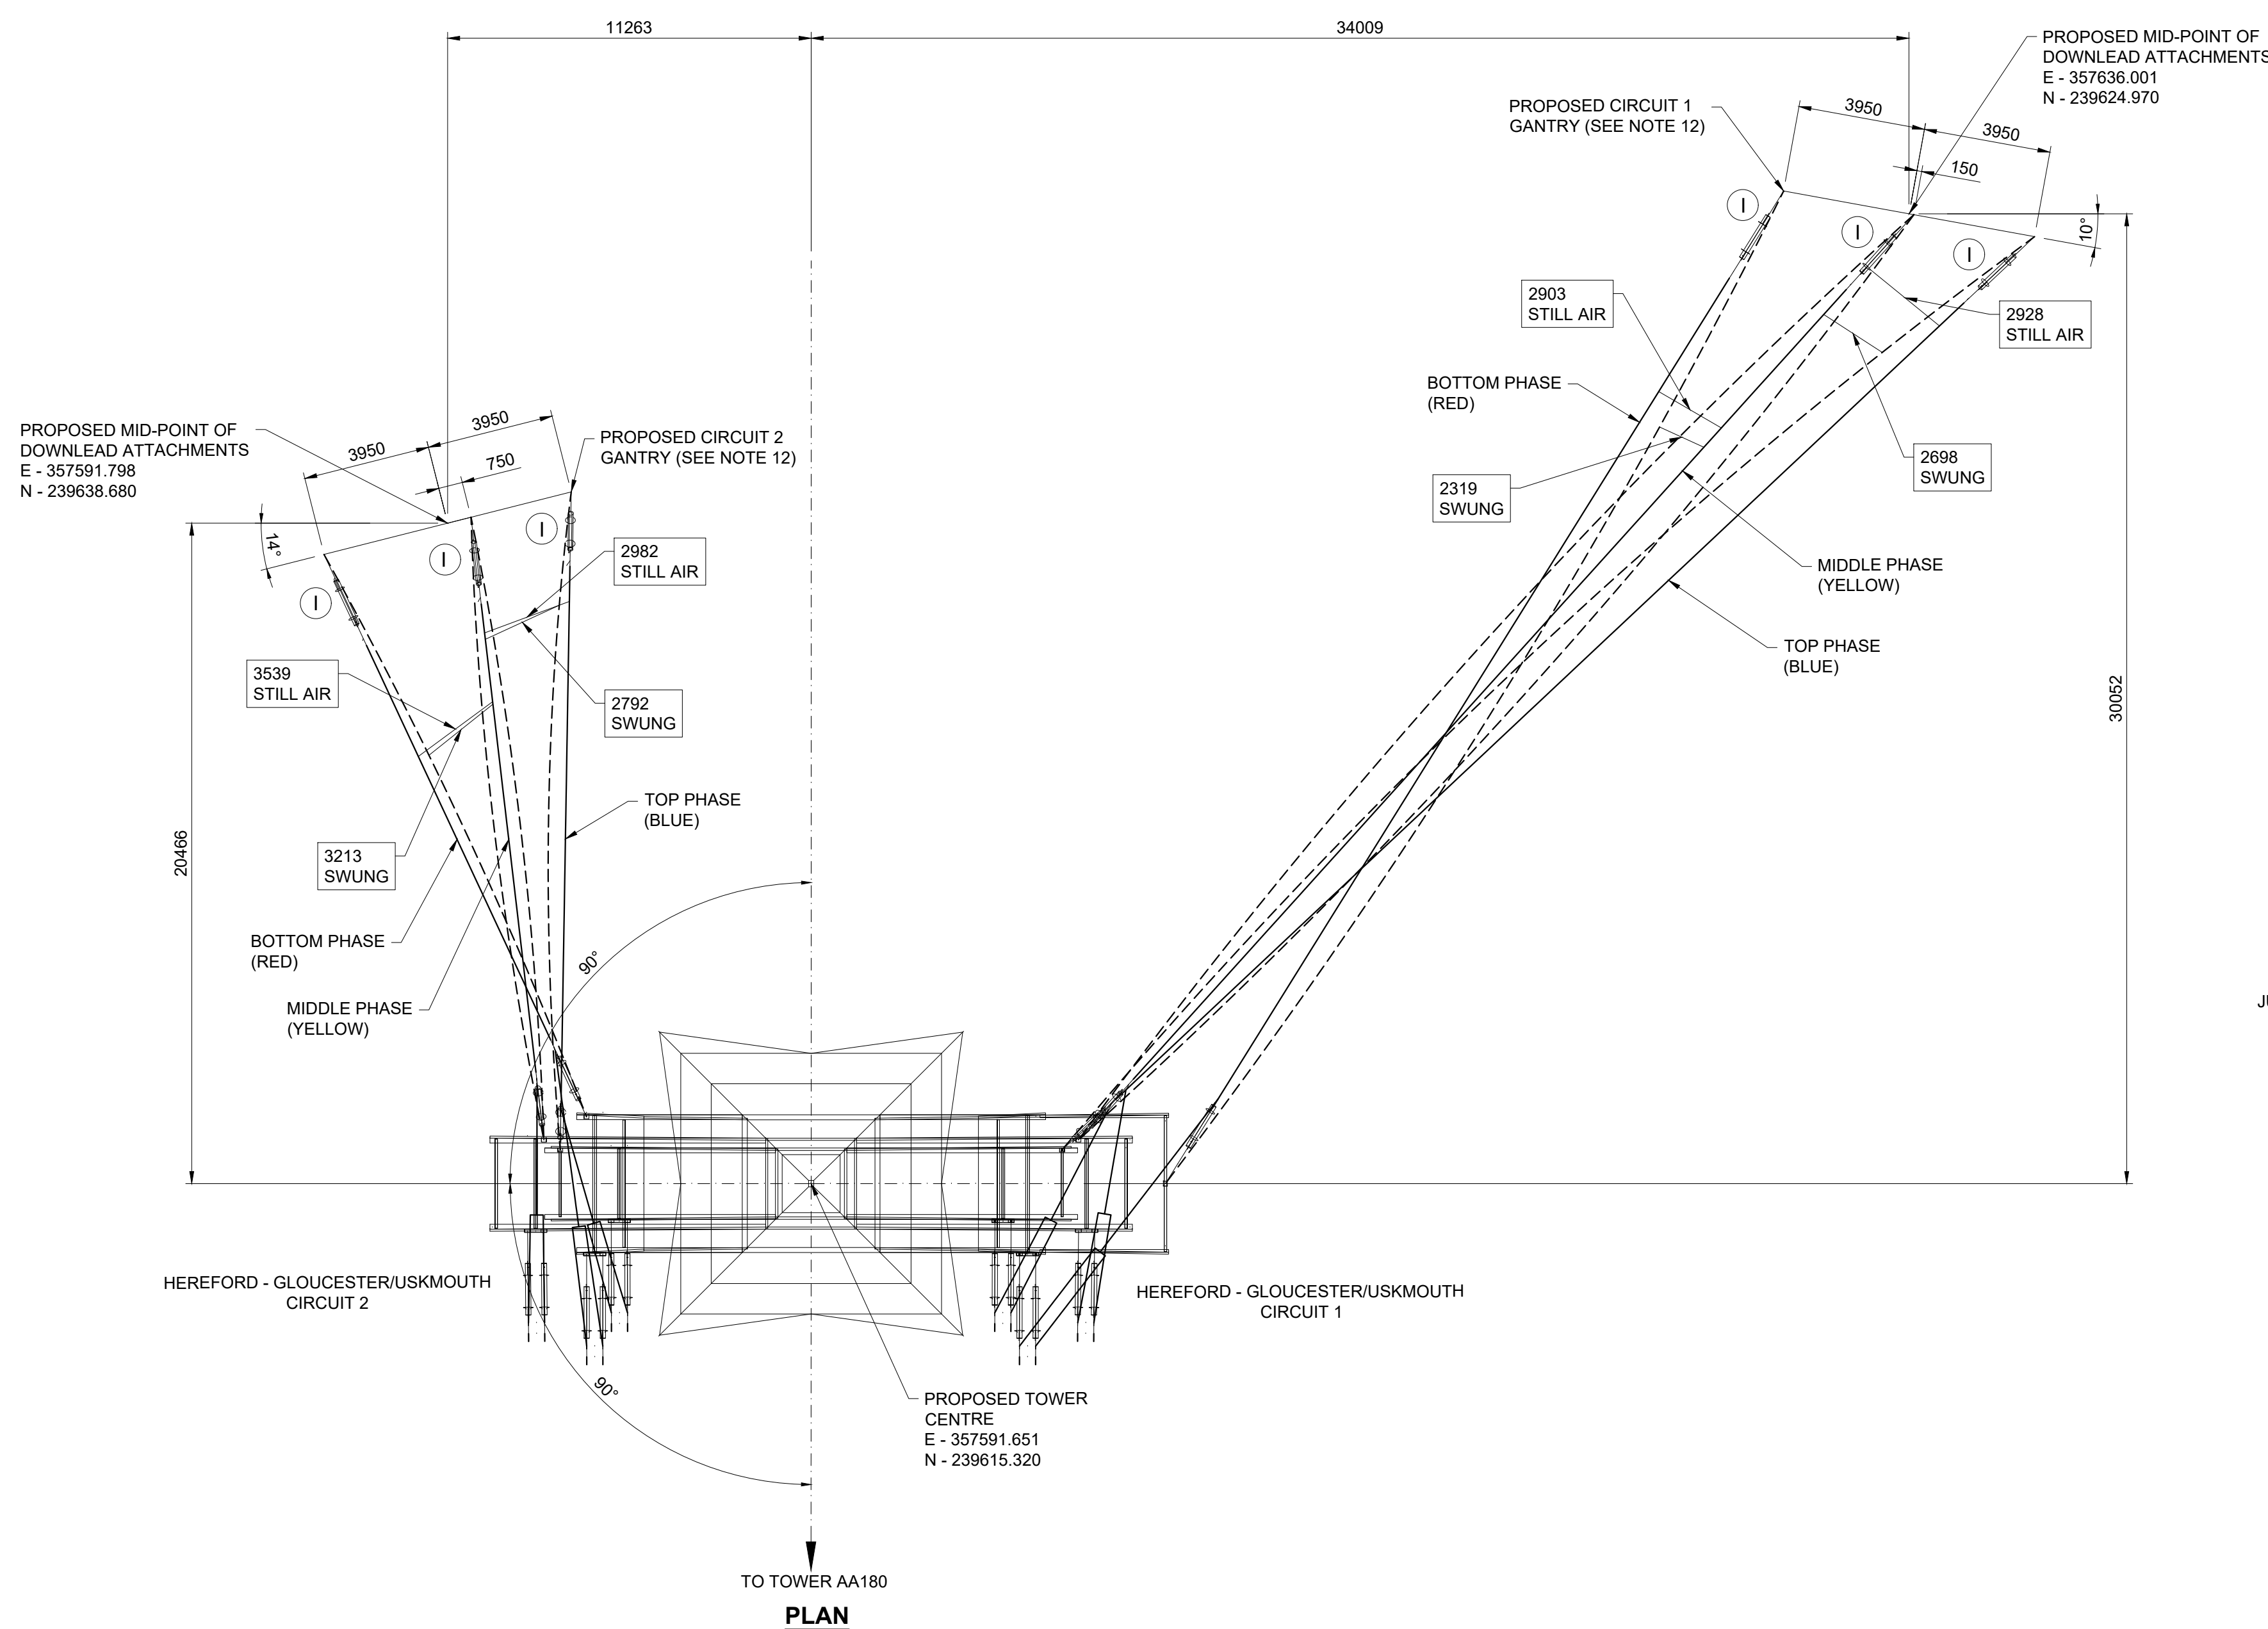 11263
34009
PROPOSED MID-POINT OF
DOWNLEAD ATTACHMENTS
E - 357636.001
N - 239624.970
PROPOSED CIRCUIT 1
GANTRY (SEE NOTE 12)
3950
3950
150
10°
I
I
I
2903
STILL AIR
2928
STILL AIR
BOTTOM PHASE
(RED)
2698
SWUNG
2319
SWUNG
MIDDLE PHASE
(YELLOW)
TOP PHASE
(BLUE)
30052
PROPOSED MID-POINT OF
DOWNLEAD ATTACHMENTS
E - 357591.798
N - 239638.680
3950
3950
750
PROPOSED CIRCUIT 2
GANTRY (SEE NOTE 12)
14°
I
I
I
2982
STILL AIR
3539
STILL AIR
2792
SWUNG
TOP PHASE
(BLUE)
20466
3213
SWUNG
BOTTOM PHASE
(RED)
90°
MIDDLE PHASE
(YELLOW)
JU
HEREFORD - GLOUCESTER/USKMOUTH
CIRCUIT 2
HEREFORD - GLOUCESTER/USKMOUTH
CIRCUIT 1
90°
PROPOSED TOWER
CENTRE
E - 357591.651
N - 239615.320
TO TOWER AA180
PLAN